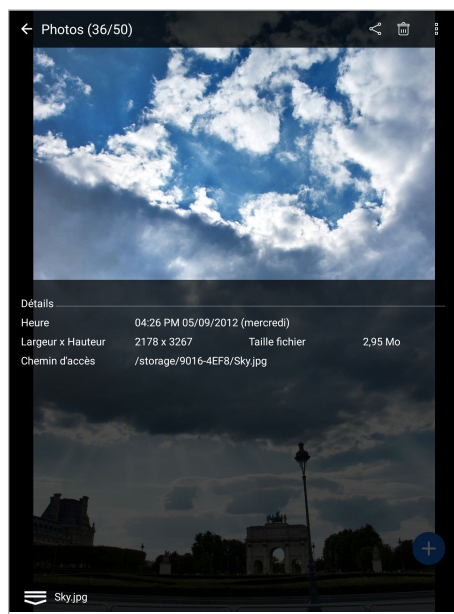 Photos (36/50)
Détails
Heure 04:26 PM 05/09/2012 (mercredi)
Largeur x Hauteur 2178 x 3267 Taille fichier 2,95 Mo
Chemin d'accès /storage/9016-4EF8/Sky.jpg
Sky.jpg